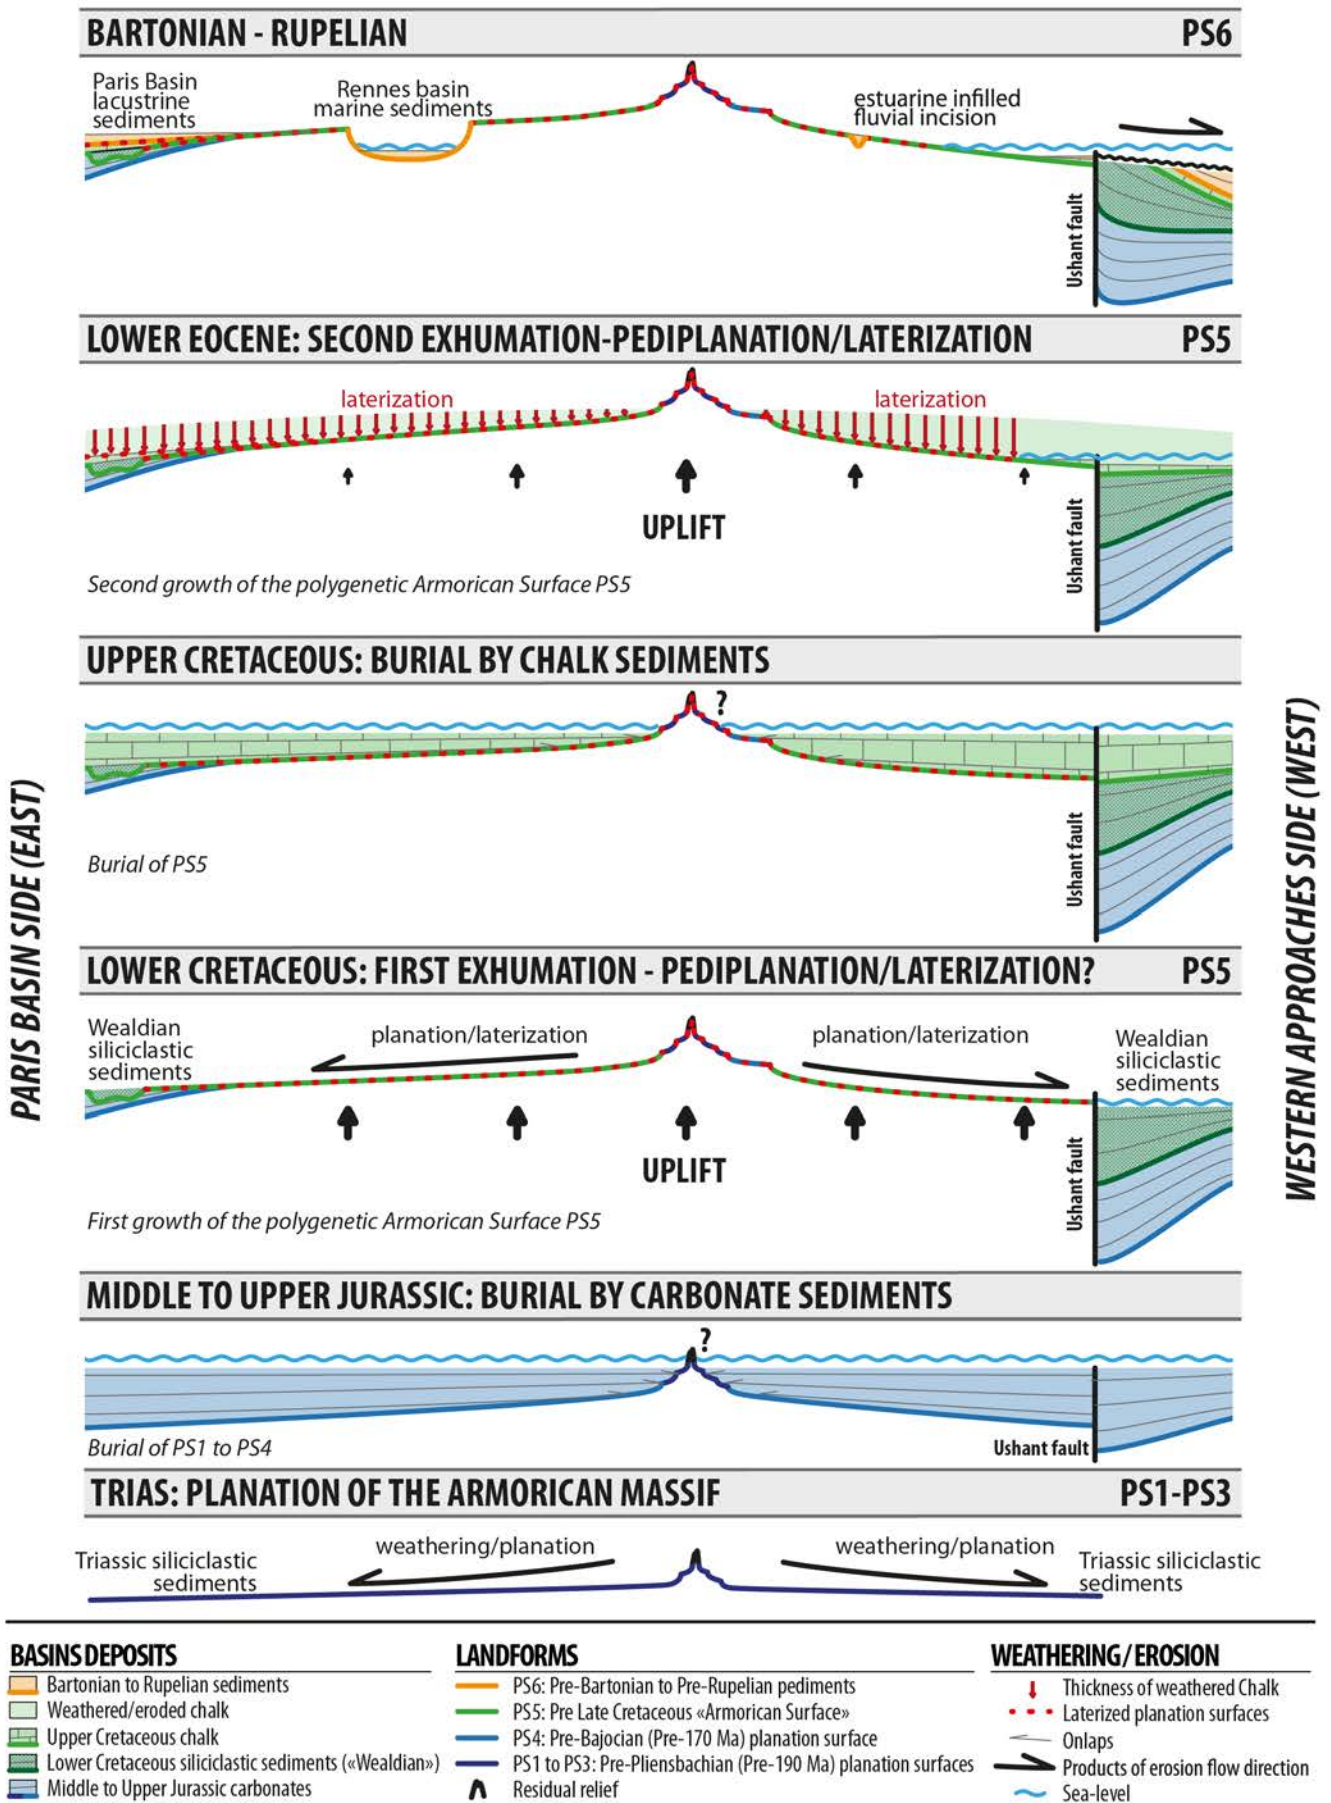 BARTONIAN - RUPELIAN PS6
Paris Basin
lacustrine
sediments
Rennes basin
marine sediments
estuarine infilled
fluvial incision
Ushant fault
LOWER EOCENE: SECOND EXHUMATION-PEDIPLANATION/LATERIZATION PS5
laterization
laterization
UPLIFT
Ushant fault
Second growth of the polygenetic Armorican Surface PS5
UPPER CRETACEOUS: BURIAL BY CHALK SEDIMENTS
?
Ushant fault
Burial of PS5
PARIS BASIN SIDE (EAST)
WESTERN APPROACHES SIDE (WEST)
LOWER CRETACEOUS: FIRST EXHUMATION - PEDIPLANATION/LATERIZATION? PS5
Wealdian
siliciclastic
sediments
planation/laterization
planation/laterization
Wealdian
siliciclastic
sediments
UPLIFT
Ushant fault
First growth of the polygenetic Armorican Surface PS5
MIDDLE TO UPPER JURASSIC: BURIAL BY CARBONATE SEDIMENTS
?
Burial of PS1 to PS4
Ushant fault
TRIAS: PLANATION OF THE ARMORICAN MASSIF PS1-PS3
Triassic siliciclastic
sediments
weathering/planation
weathering/planation
Triassic siliciclastic
sediments
BASINS DEPOSITS
Bartonian to Rupelian sediments
Weathered/eroded chalk
Upper Cretaceous chalk
Lower Cretaceous siliciclastic sediments («Wealdian»)
Middle to Upper Jurassic carbonates
LANDFORMS
PS6: Pre-Bartonian to Pre-Rupelian pediments
PS5: Pre Late Cretaceous «Armorican Surface»
PS4: Pre-Bajocian (Pre-170 Ma) planation surface
PS1 to PS3: Pre-Pliensbachian (Pre-190 Ma) planation surfaces
Residual relief
WEATHERING/EROSION
Thickness of weathered Chalk
Laterized planation surfaces
Onlaps
Products of erosion flow direction
Sea-level